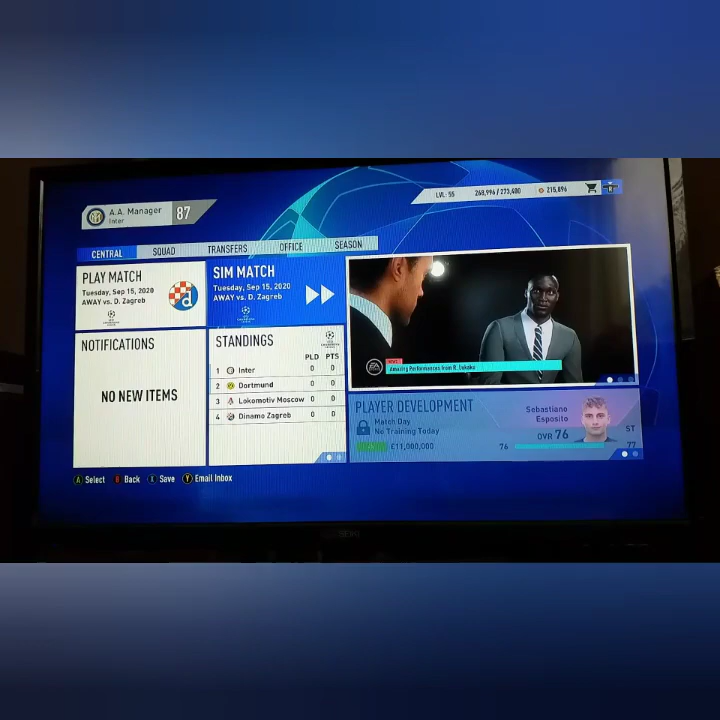 A.A. Manager
Inter
87
LVL: 55
268,996 / 273,400
215,896
CENTRAL
SQUAD
TRANSFERS
OFFICE
SEASON
PLAY MATCH
Tuesday, Sep 15, 2020
AWAY vs. D. Zagreb
SIM MATCH
Tuesday, Sep 15, 2020
AWAY vs. D. Zagreb
NOTIFICATIONS
NO NEW ITEMS
STANDINGS
PLD PTS
1 Inter 0 0
2 Dortmund 0 0
3 Lokomotiv Moscow 0 0
4 Dinamo Zagreb 0 0
EA
NEWS
Amazing Performances from R. Lukaku
PLAYER DEVELOPMENT
Match Day
No Training Today
£11,000,000
Sebastiano
Esposito
OVR 76
ST
76
77
A Select
B Back
X Save
Y Email Inbox